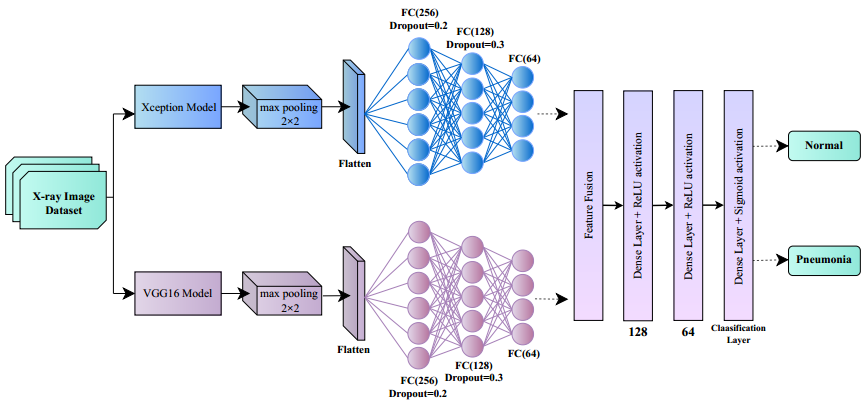 X-ray Image
Dataset
Xception Model
max pooling
2×2
Flatten
FC(256)
Dropout=0.2
FC(128)
Dropout=0.3
FC(64)
VGG16 Model
max pooling
2×2
Flatten
FC(256)
Dropout=0.2
FC(128)
Dropout=0.3
FC(64)
Feature Fusion
Dense Layer + ReLU activation
128
Dense Layer + ReLU activation
64
Dense Layer + Sigmoid activation
Claasification
Layer
Normal
Pneumonia